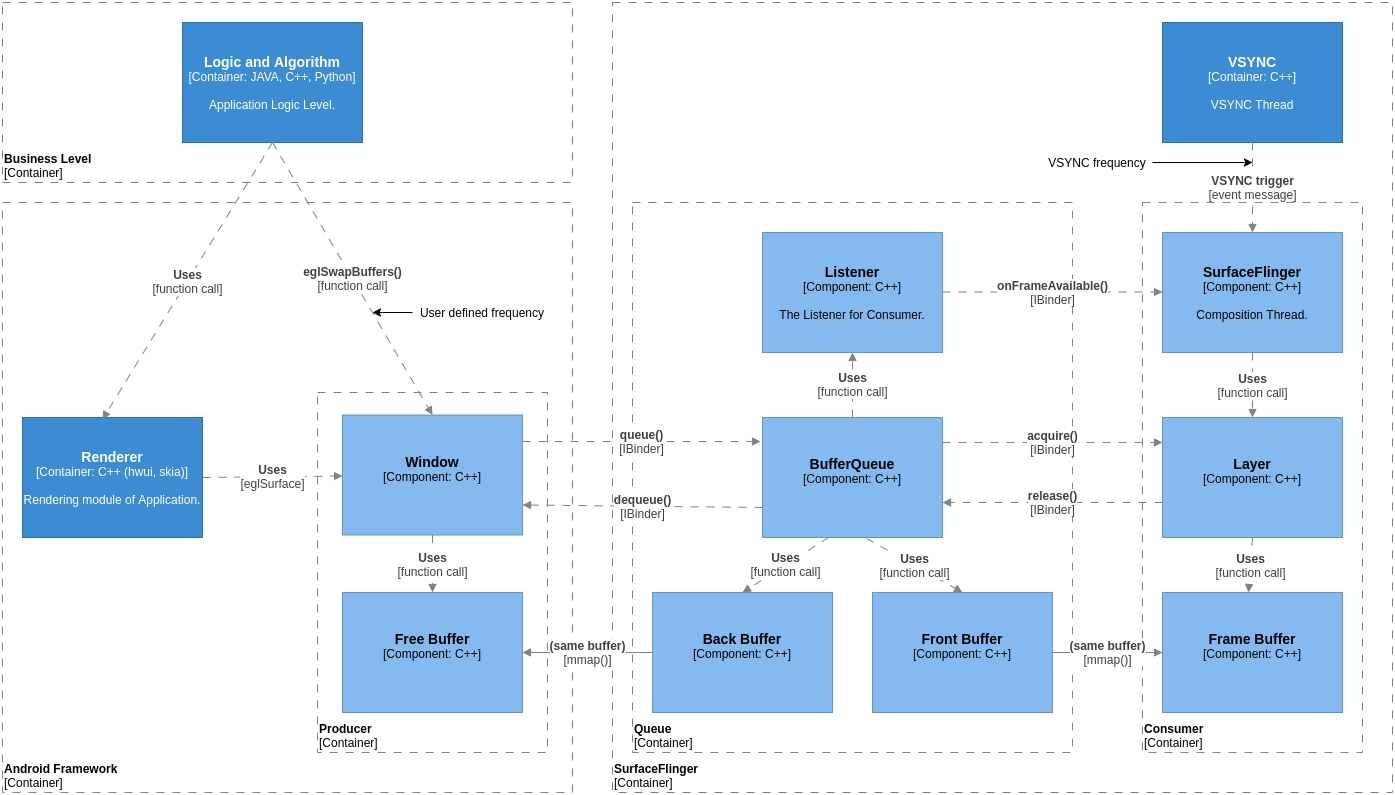 Logic and Algorithm
[Container: JAVA, C++, Python]
Application Logic Level.
Business Level
[Container]
VSYNC
[Container: C++]
VSYNC Thread
VSYNC frequency
VSYNC trigger
[event message]
Uses
[function call]
eglSwapBuffers()
[function call]
User defined frequency
Listener
[Component: C++]
The Listener for Consumer.
onFrameAvailable()
[IBinder]
SurfaceFlinger
[Component: C++]
Composition Thread.
Uses
[function call]
Uses
[function call]
Renderer
[Container: C++ (hwui, skia)]
Rendering module of Application.
Uses
[eglSurface]
Window
[Component: C++]
queue()
[IBinder]
dequeue()
[IBinder]
BufferQueue
[Component: C++]
acquire()
[IBinder]
release()
[IBinder]
Layer
[Component: C++]
Uses
[function call]
Uses
[function call]
Uses
[function call]
Uses
[function call]
Free Buffer
[Component: C++]
(same buffer)
[mmap()]
Back Buffer
[Component: C++]
Front Buffer
[Component: C++]
(same buffer)
[mmap()]
Frame Buffer
[Component: C++]
Producer
[Container]
Queue
[Container]
Consumer
[Container]
Android Framework
[Container]
SurfaceFlinger
[Container]